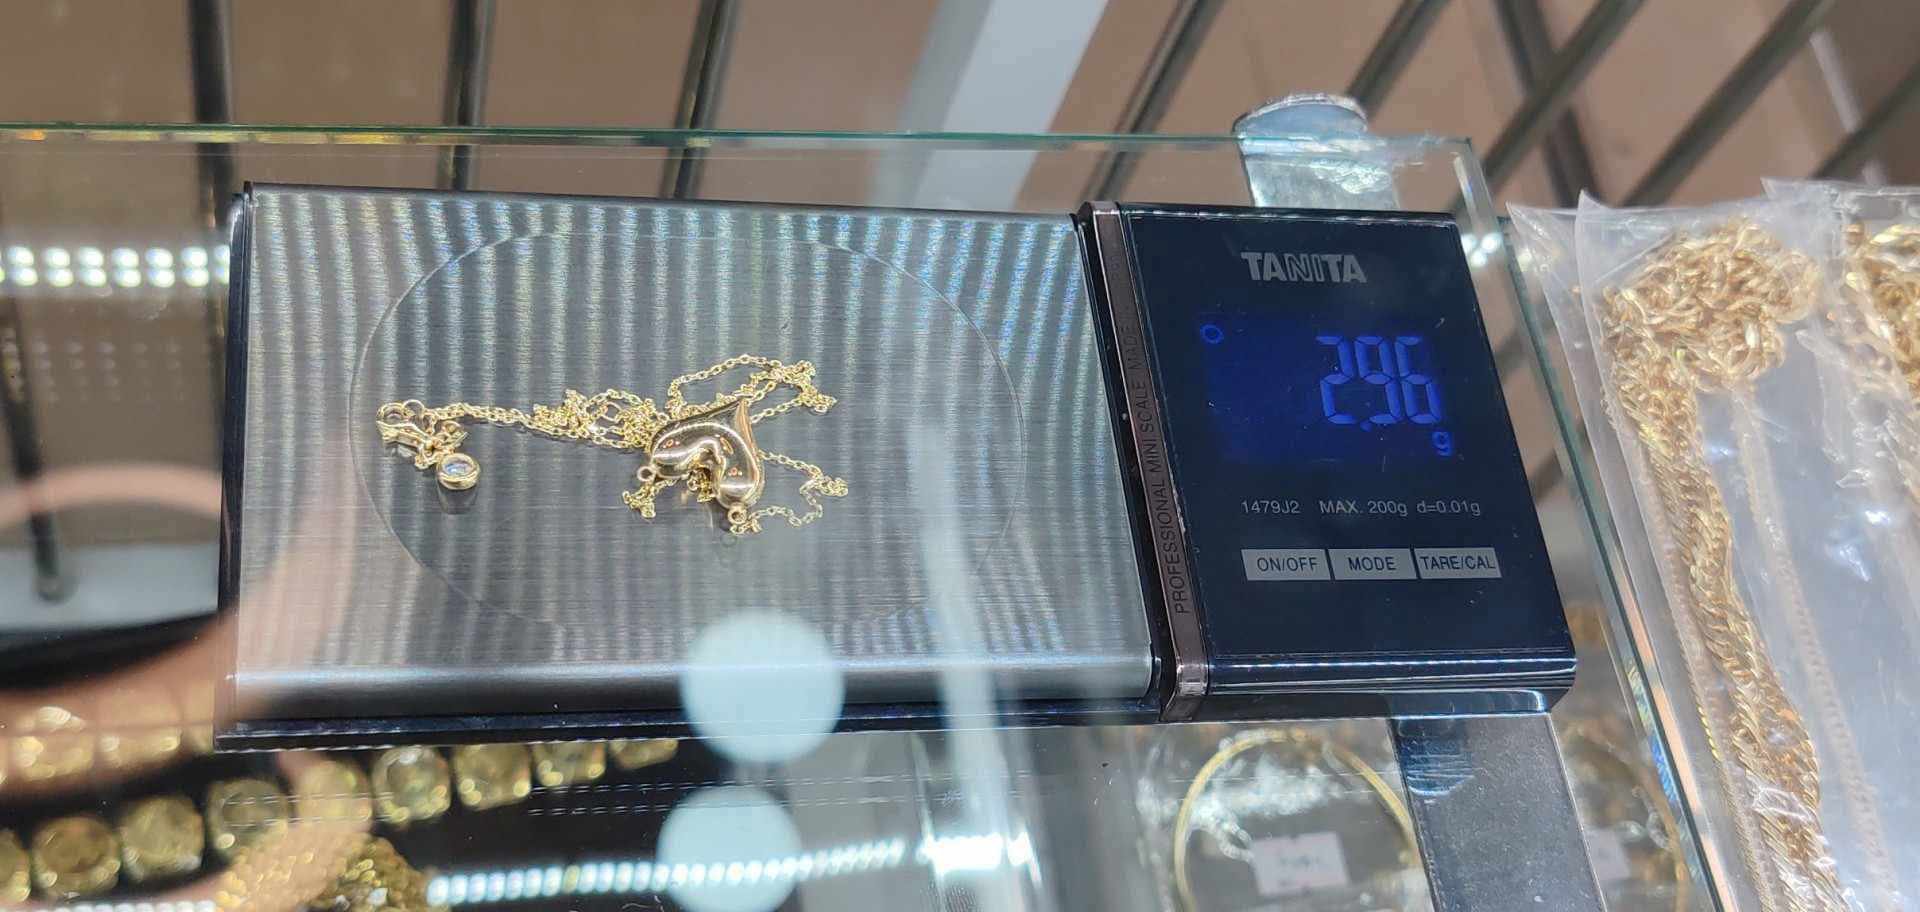 TANITA
2.96
g
1479J2 MAX. 200g d=0.01g
ON/OFF MODE TARE/CAL
PROFESSIONAL MINI SCALE MADE